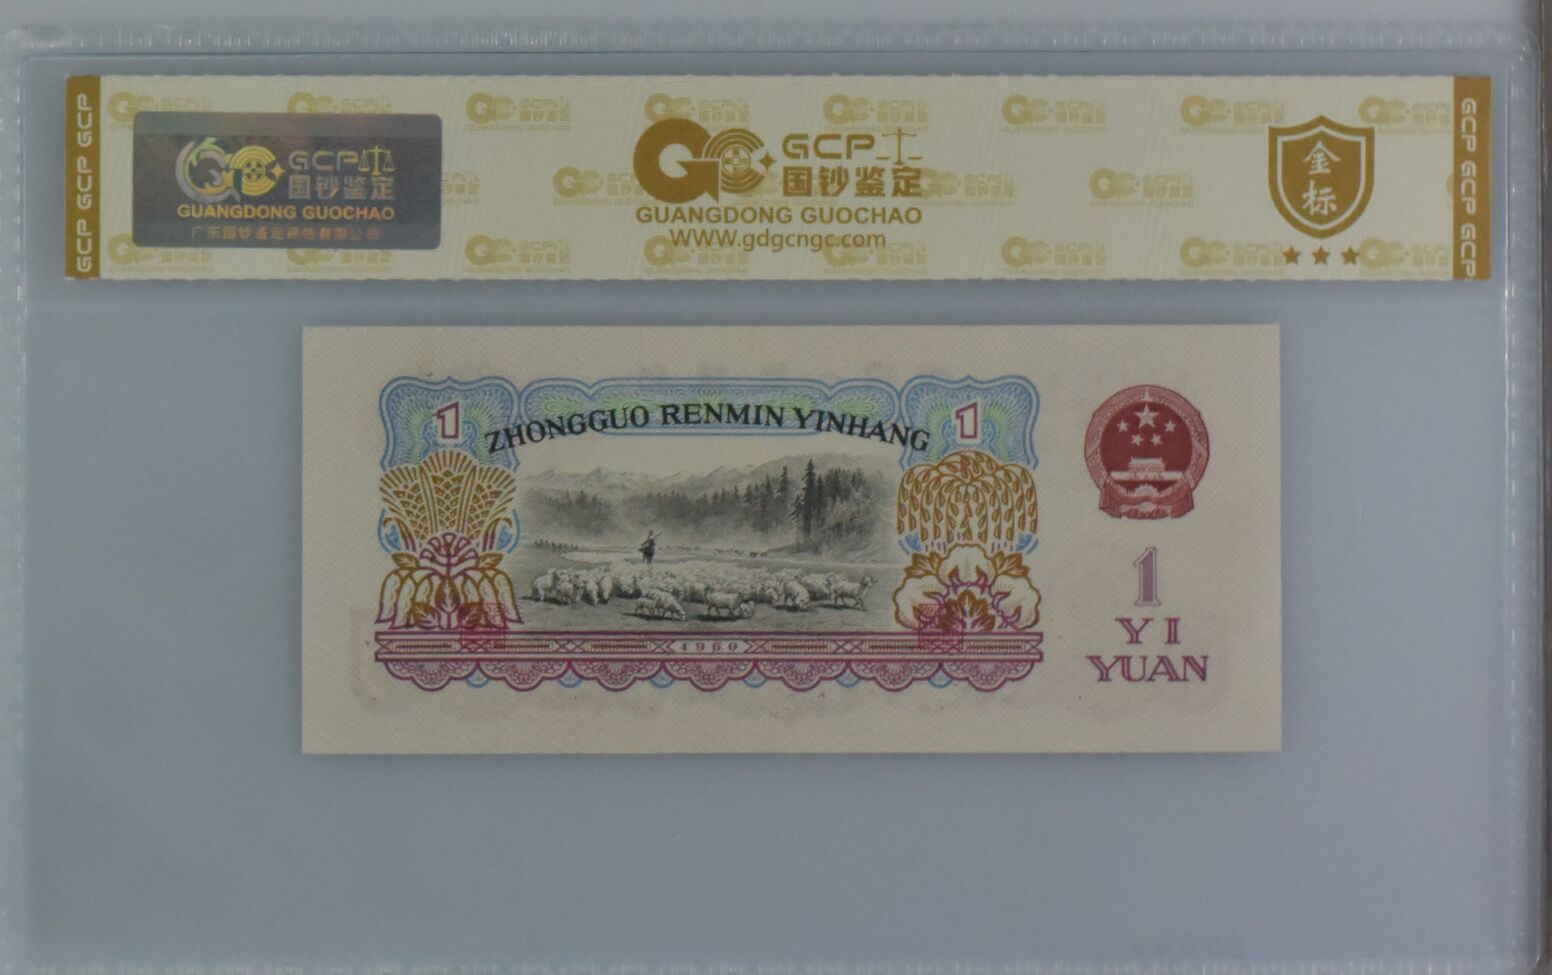 GCP GCP GCP
GCP
国钞鉴定
GUANGDONG GUOCHAO
广东国钞鉴定评估有限公司
GCP
国钞鉴定
GUANGDONG GUOCHAO
WWW.gdgcngc.com
金标
GCP GCP GCP
1
ZHONGGUO RENMIN YINHANG
1
1960
1
YI
YUAN